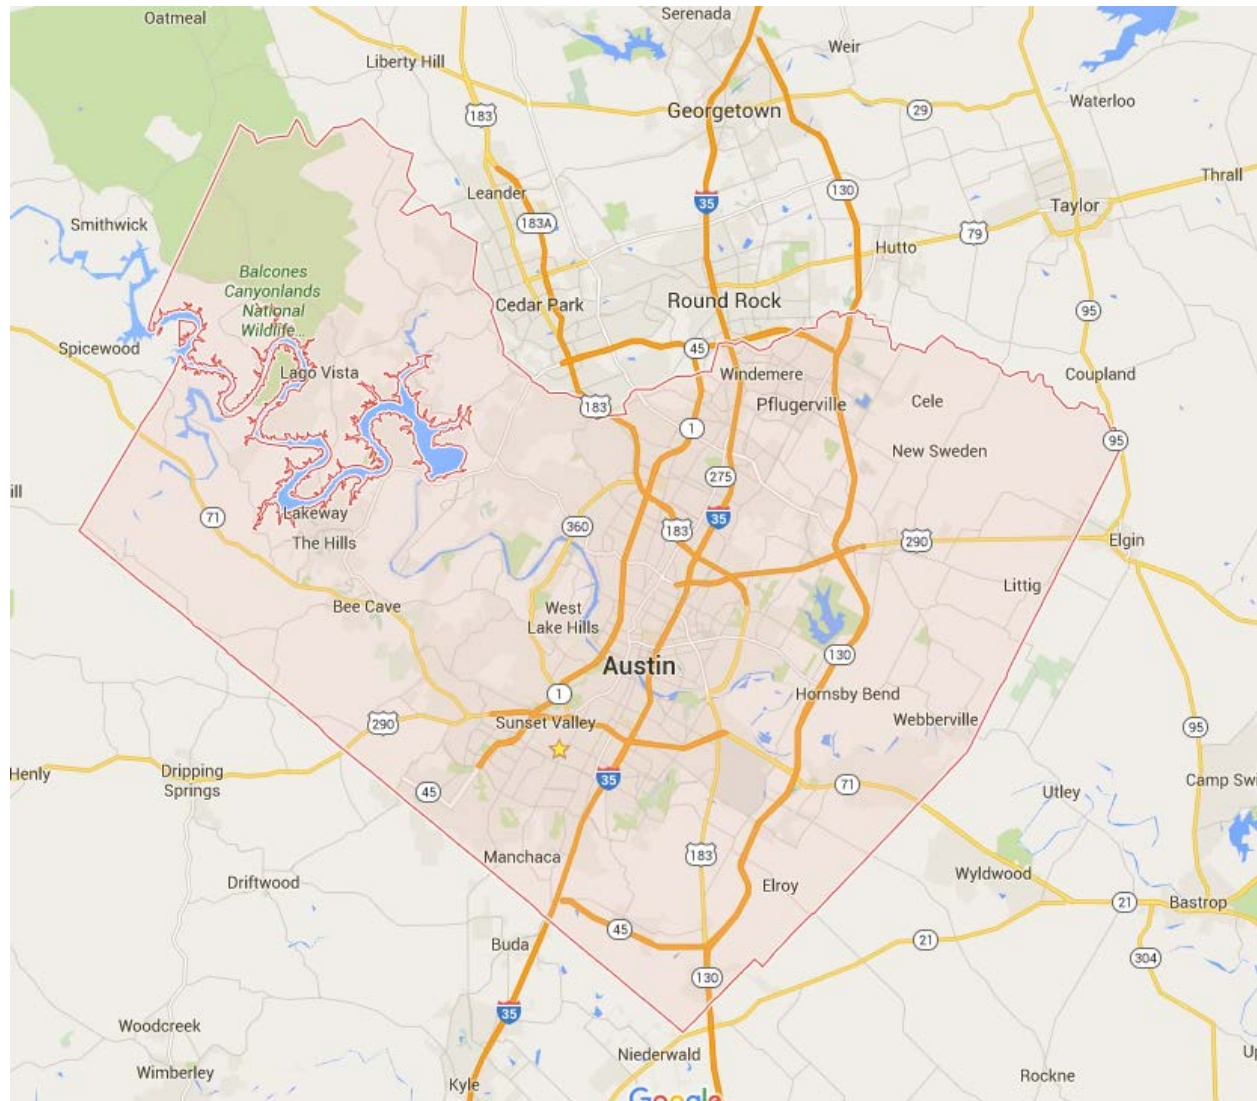 Oatmeal
Serenada
Weir
Liberty Hill
Georgetown
29
Waterloo
183
Thrall
Leander
35
130
Taylor
Smithwick
183A
79
Hutto
Balcones
Canyonlands
National
Wildlife...
Cedar Park
Round Rock
95
Spicewood
45
Lago Vista
Windemere
Coupland
183
Pflugerville
Cele
1
95
New Sweden
275
ill
71
Lakeway
35
360
183
The Hills
290
Elgin
Littig
Bee Cave
West
Lake Hills
Austin
130
1
Hornsby Bend
290
Sunset Valley
Webberville
95
Henly
Dripping
Springs
35
45
71
Utley
Camp Swi
Manchaca
183
Driftwood
Elroy
Wyldwood
21
Bastrop
Buda
45
21
304
130
35
Woodcreek
Niederwald
Up
Wimberley
Kyle
Rockne
Google